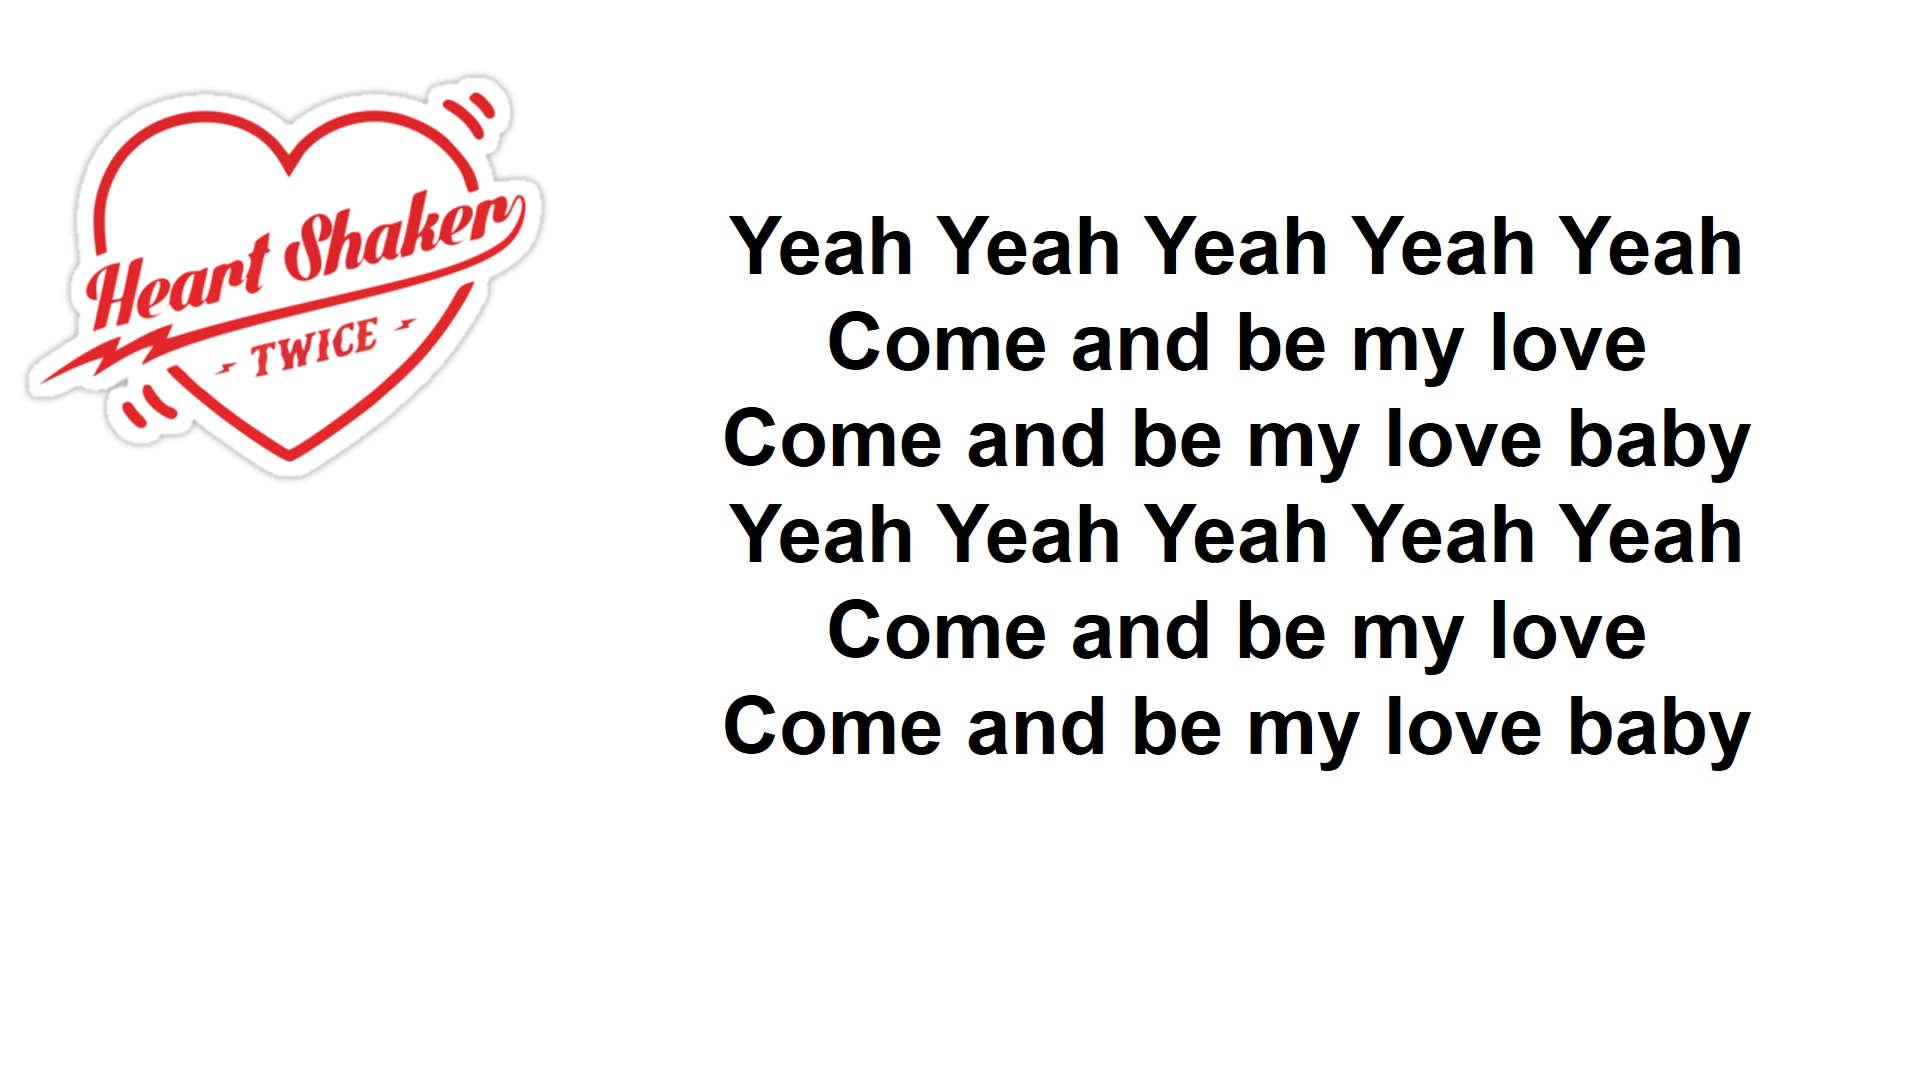 Heart Shaker
TWICE
Yeah Yeah Yeah Yeah Yeah
Come and be my love
Come and be my love baby
Yeah Yeah Yeah Yeah Yeah
Come and be my love
Come and be my love baby